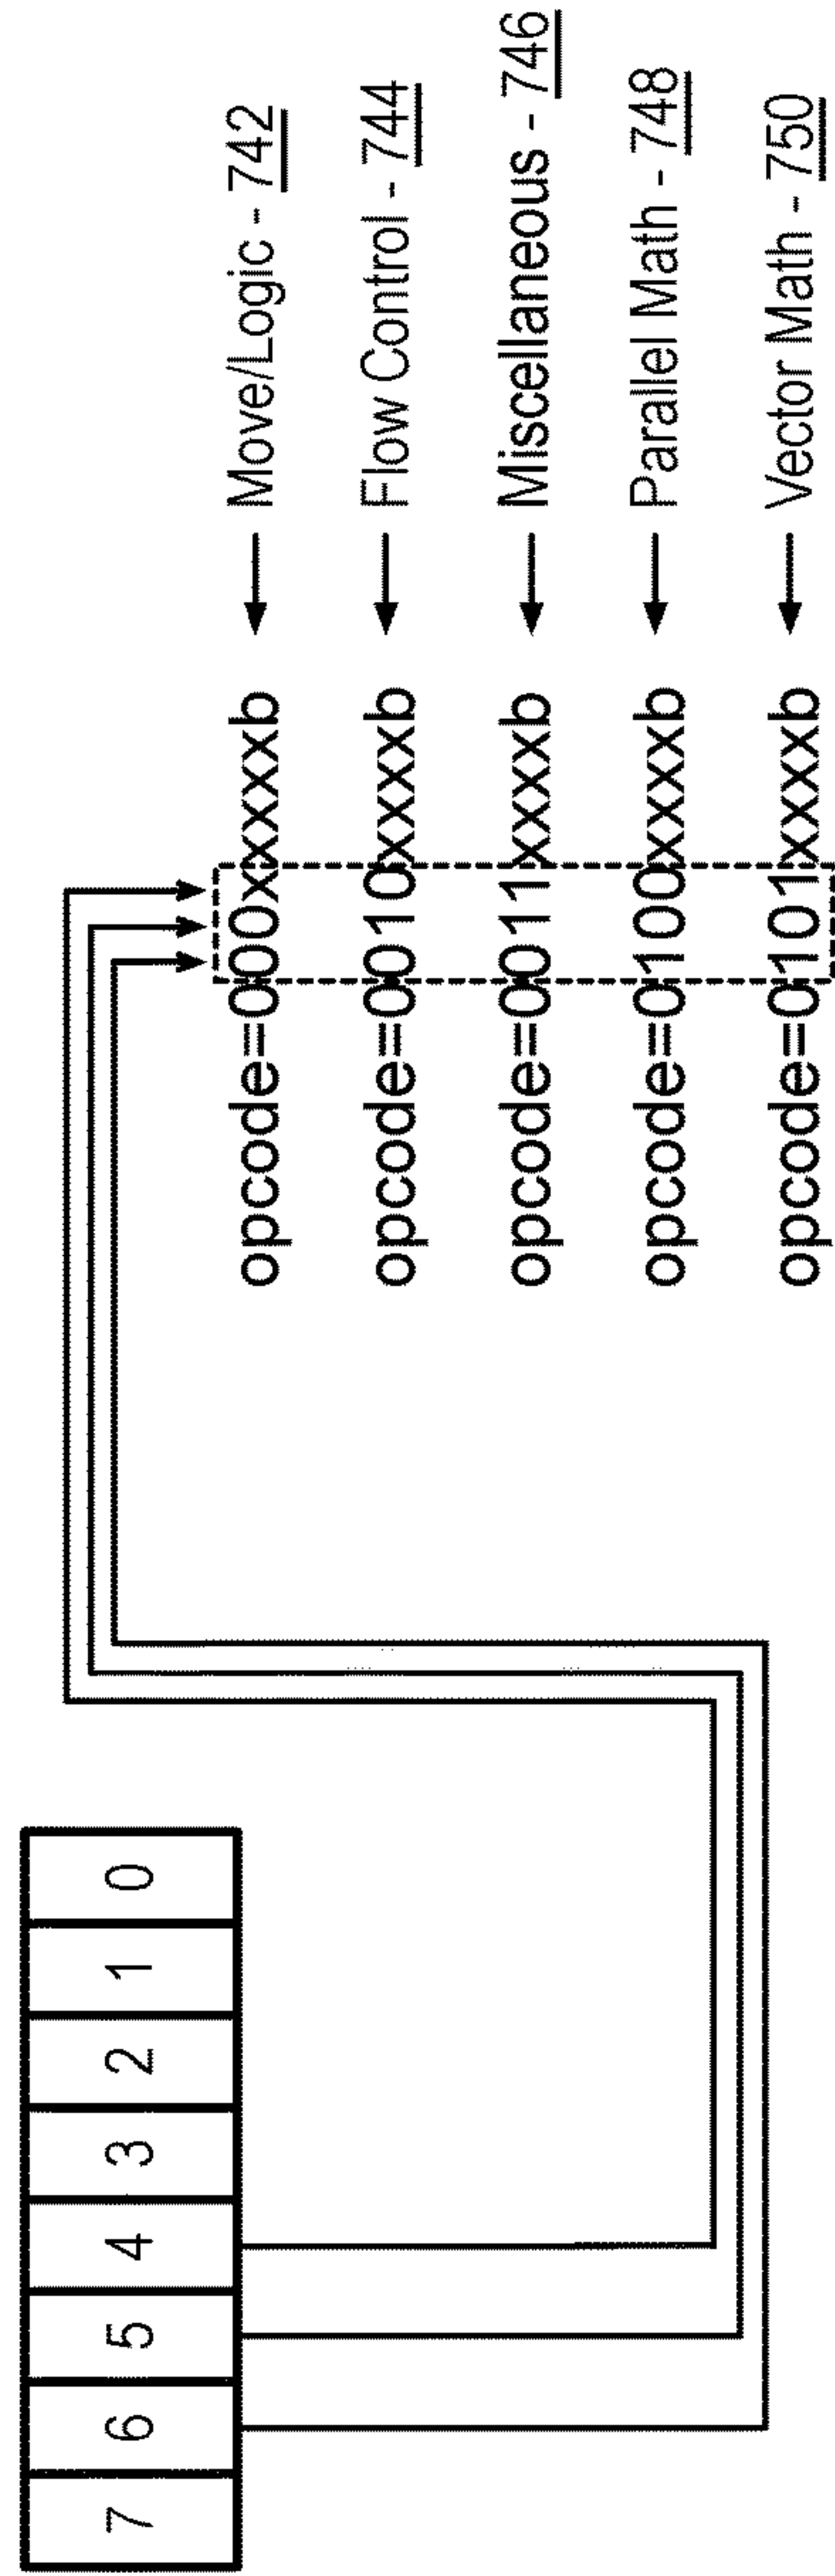 7 6 5 4 3 2 1 0
opcode=000xxxxxb Move/Logic - 742
opcode=0010xxxxb Flow Control - 744
opcode=0011xxxxb Miscellaneous - 746
opcode=0100xxxxb Parallel Math - 748
opcode=0101xxxxb Vector Math - 750